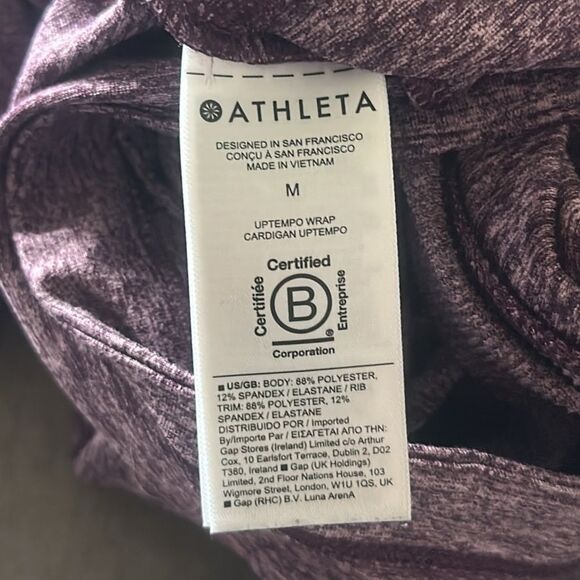 ATHLETA
DESIGNED IN SAN FRANCISCO
CONÇU À SAN FRANCISCO
MADE IN VIETNAM
M
UPTEMPO WRAP
CARDIGAN UPTEMPO
Certified
Certifiée
B
Entreprise
®
Corporation
■ US/GB: BODY: 88% POLYESTER,
12% SPANDEX / ELASTANE / RIB
TRIM: 88% POLYESTER, 12%
SPANDEX / ELASTANE
DISTRIBUIDO POR / Imported
By/Importe Par / ΕΙΣΑΓΕΤΑΙ ΑΠΟ ΤΗΝ:
Gap Stores (Ireland) Limited c/o Arthur
Cox, 10 Earlsfort Terrace, Dublin 2, D02
T380, Ireland ■ Gap (UK Holdings)
Limited, 2nd Floor Nations House, 103
Wigmore Street, London, W1U 1QS, UK
■ Gap (RHC) B.V. Luna ArenA